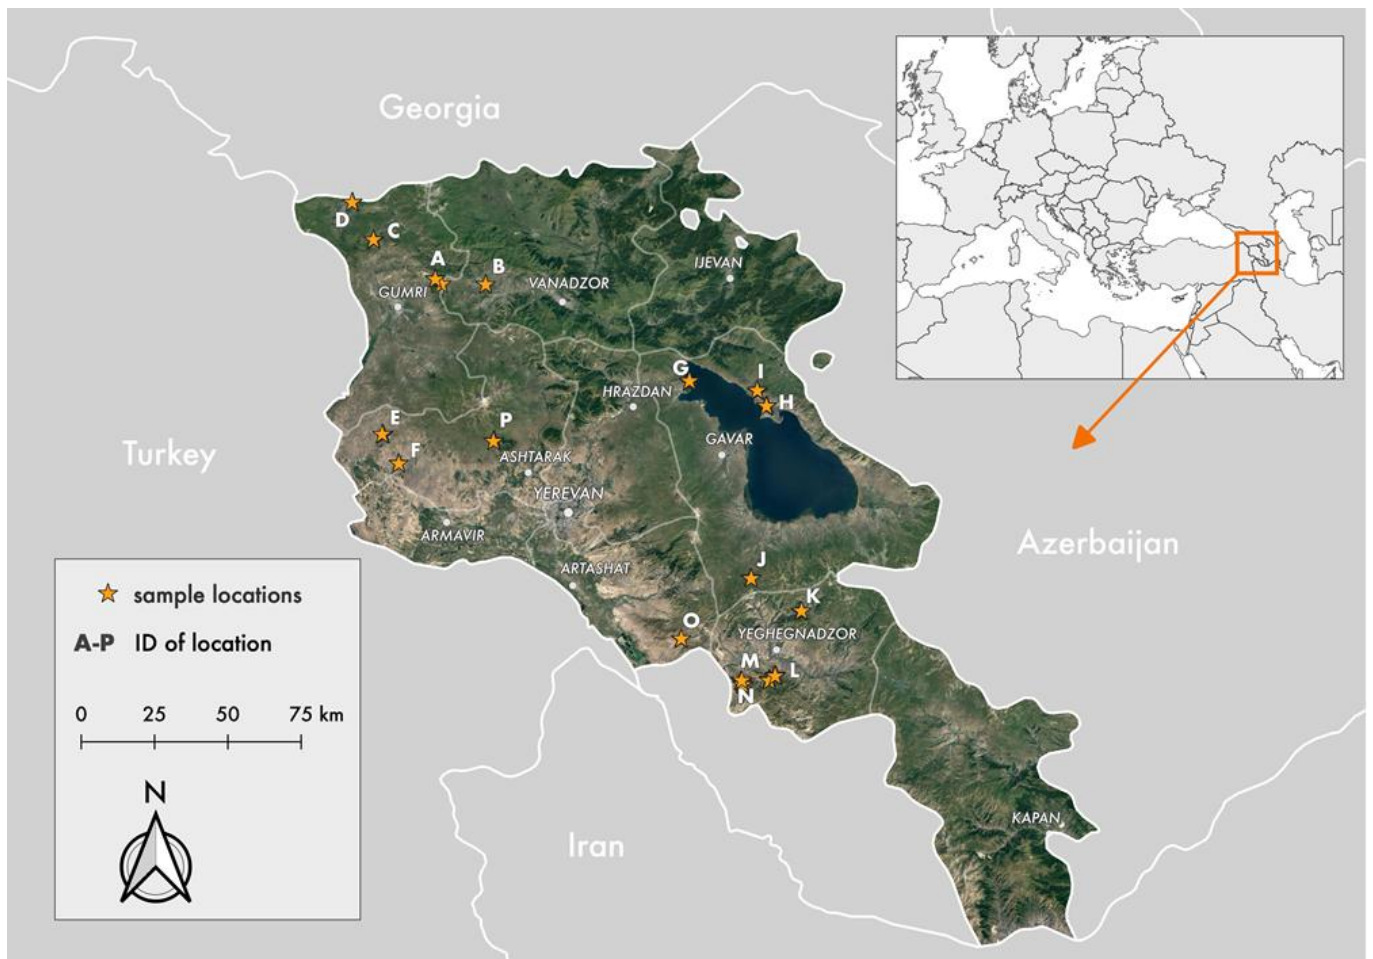 Georgia
D
C
A
B
GUMRI
VANADZOR
IJEVAN
G
I
H
HRAZDAN
E
P
F
GAVAR
ASHTARAK
Turkey
YEREVAN
ARMAVIR
Azerbaijan
ARTASHAT
J
K
O
YEGHEGNADZOR
M
L
N
KAPAN
Iran
sample locations
A-P ID of location
0 25 50 75 km
N